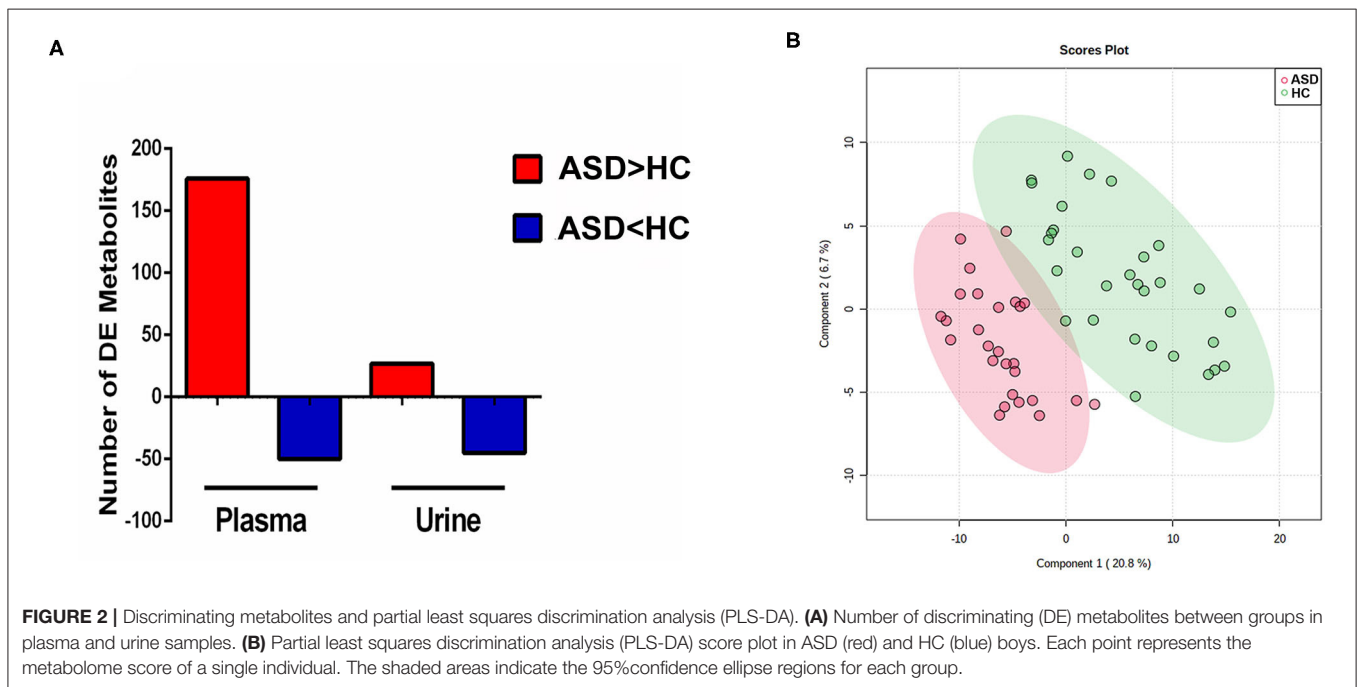 A
Number of DE Metabolites
200
150
100
50
0
-50
-100
Plasma
Urine
ASD>HC
ASD<HC
B
Scores Plot
ASD
HC
Component 2 ( 6.7 %)
10
5
0
-5
-10
-10
0
10
20
Component 1 ( 20.8 %)
FIGURE 2 | Discriminating metabolites and partial least squares discrimination analysis (PLS-DA). (A) Number of discriminating (DE) metabolites between groups in
plasma and urine samples. (B) Partial least squares discrimination analysis (PLS-DA) score plot in ASD (red) and HC (blue) boys. Each point represents the
metabolome score of a single individual. The shaded areas indicate the 95%confidence ellipse regions for each group.